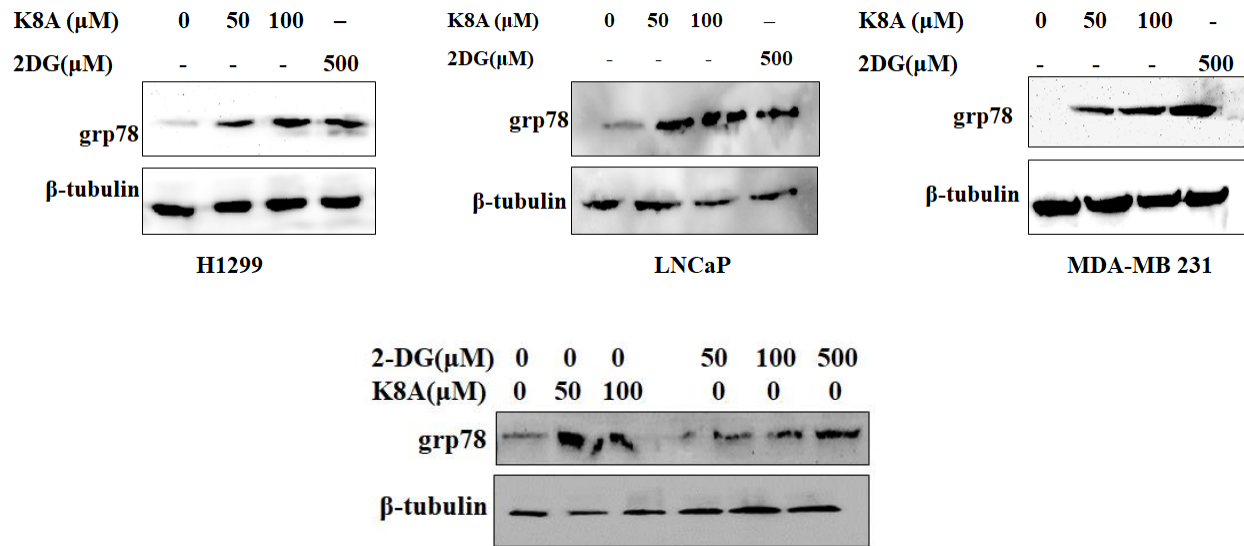 K8A (µM) 0 50 100 –
2DG(µM) - - - 500
grp78
β-tubulin
H1299
K8A (µM) 0 50 100 –
2DG(µM) - - - 500
grp78
β-tubulin
LNCaP
K8A (µM) 0 50 100 -
2DG(µM) - - - 500
grp78
β-tubulin
MDA-MB 231
2-DG(µM) 0 0 0 50 100 500
K8A(µM) 0 50 100 0 0 0
grp78
β-tubulin